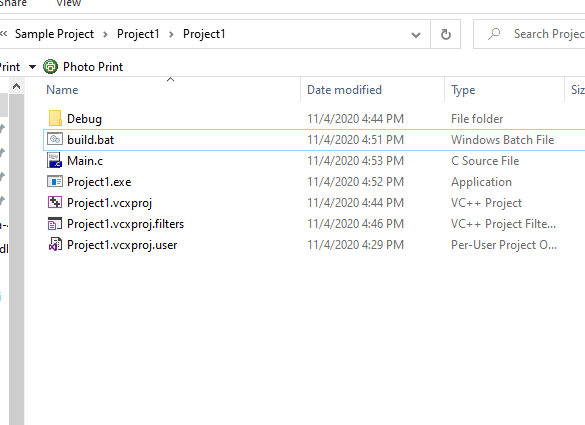 Share View
Sample Project Project1 Project1 Search Projec
Print Photo Print
Name Date modified Type Siz
Debug 11/4/2020 4:44 PM File folder
build.bat 11/4/2020 4:51 PM Windows Batch File
Main.c 11/4/2020 4:53 PM C Source File
Project1.exe 11/4/2020 4:52 PM Application
Project1.vcxproj 11/4/2020 4:44 PM VC++ Project
Project1.vcxproj.filters 11/4/2020 4:46 PM VC++ Project Filte...
Project1.vcxproj.user 11/4/2020 4:29 PM Per-User Project O...